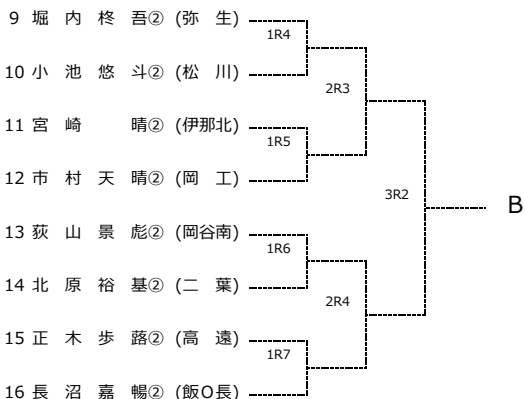 9 堀 内 柊 吾② (弥 生)
1R4
10 小 池 悠 斗② (松 川)
2R3
11 宮 崎 晴② (伊那北)
1R5
12 市 村 天 晴② (岡 工)
3R2
B
13 荻 山 景 彪② (岡谷南)
1R6
14 北 原 裕 基② (二 葉)
2R4
15 正 木 歩 蕗② (高 遠)
1R7
16 長 沼 嘉 暢② (飯O長)